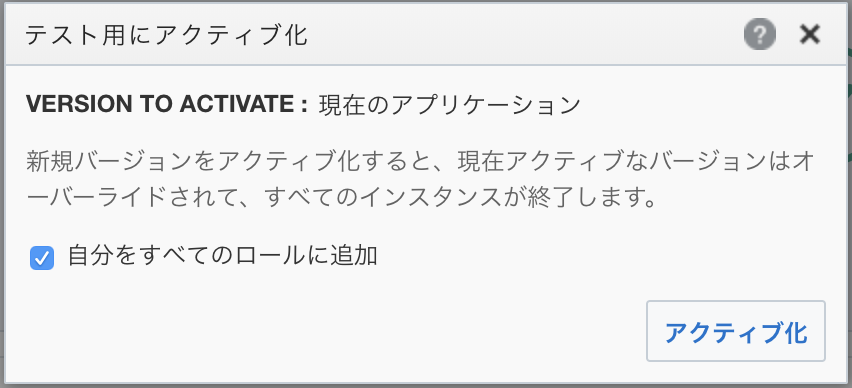 テスト用にアクティブ化
VERSION TO ACTIVATE : 現在のアプリケーション
新規バージョンをアクティブ化すると、現在アクティブなバージョンはオ
ーバーライドされて、すべてのインスタンスが終了します。
自分をすべてのロールに追加
アクティブ化